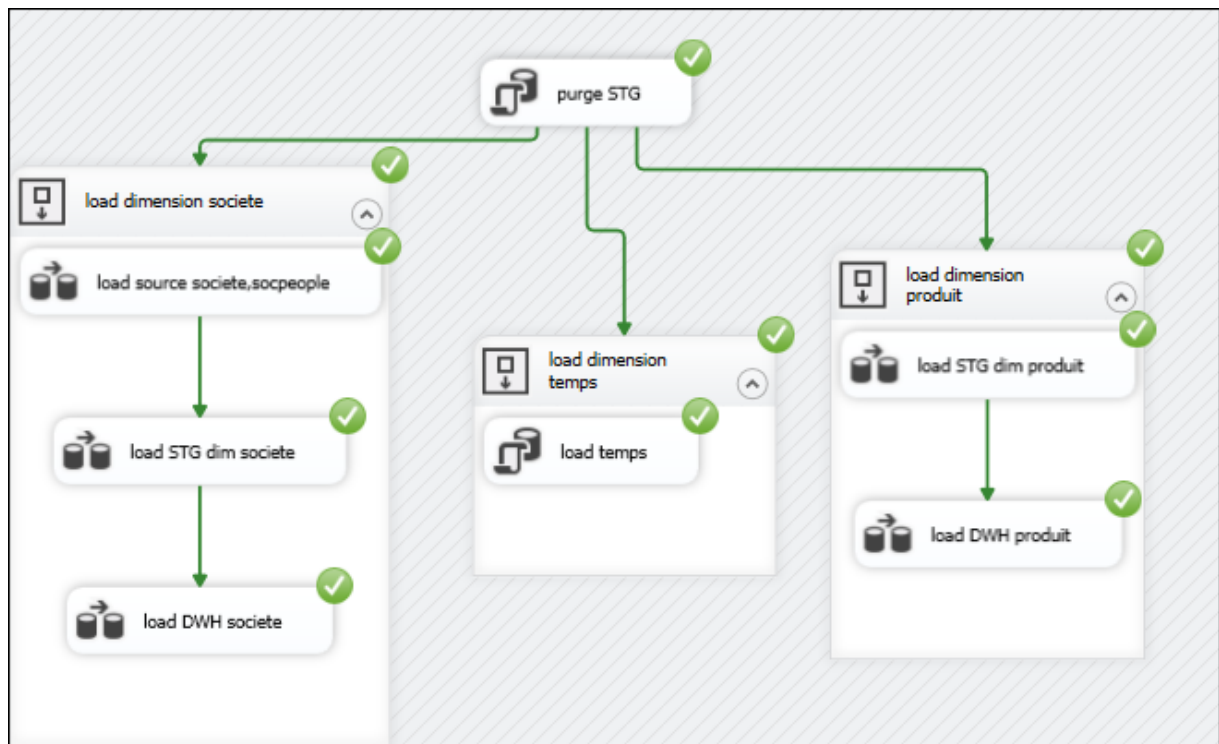 purge STG
load dimension societe
load source societe,socpeople
load STG dim societe
load DWH societe
load dimension
temps
load temps
load dimension
produit
load STG dim produit
load DWH produit